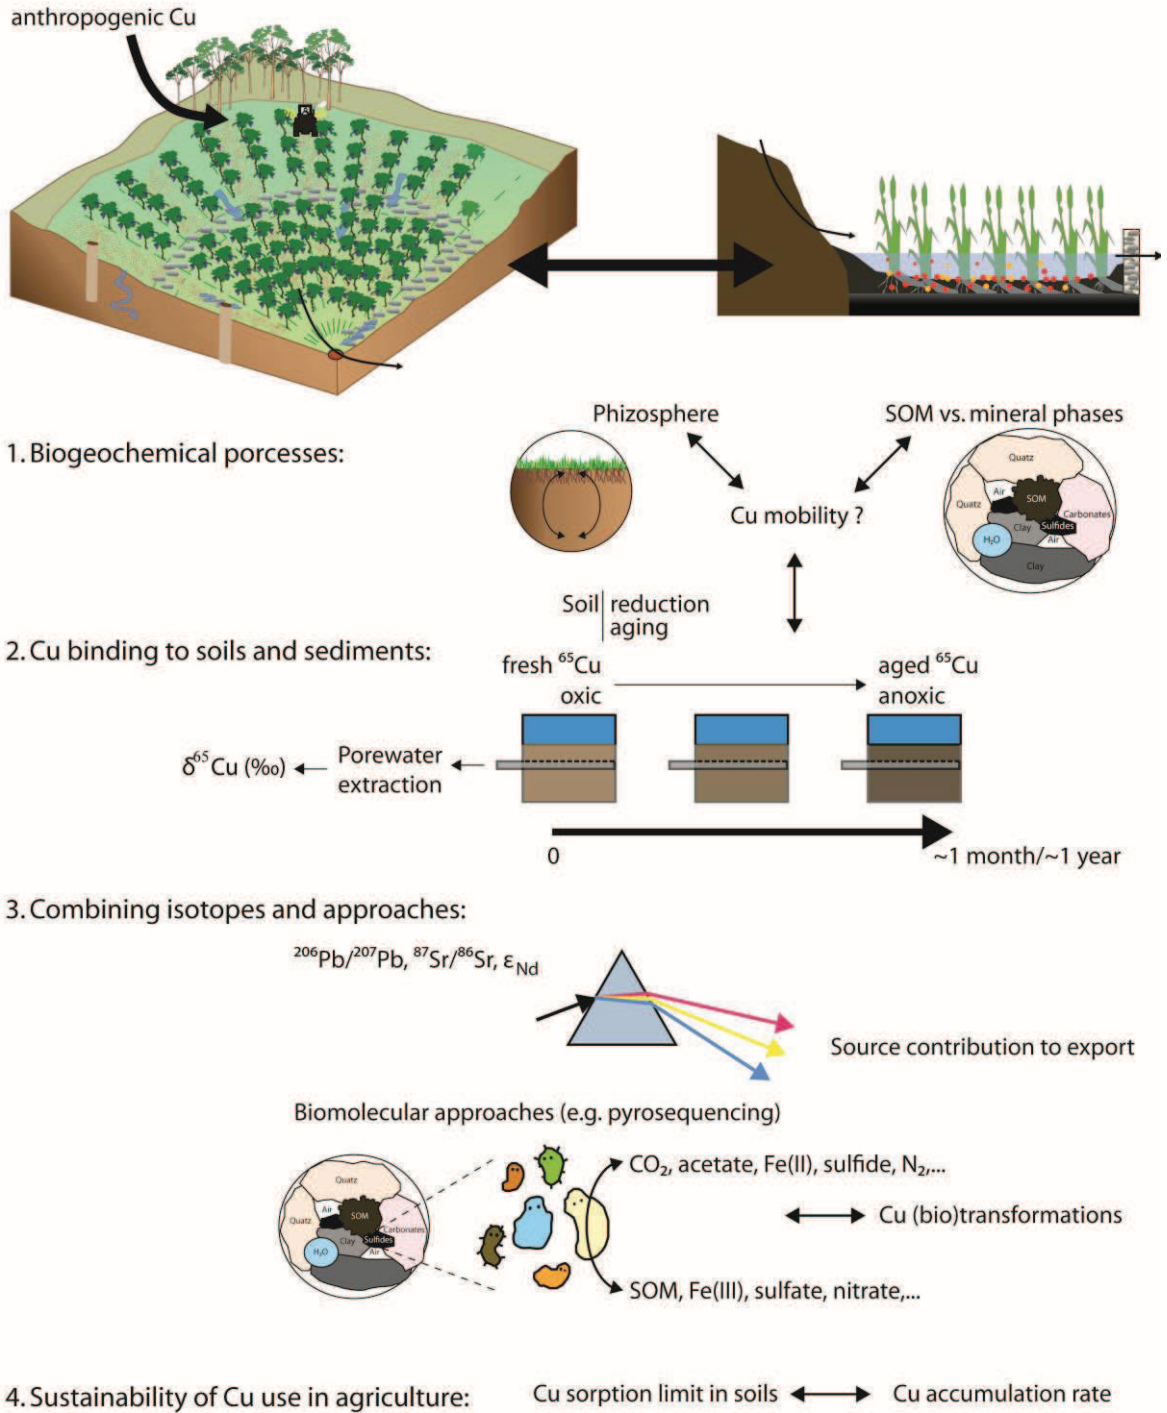 anthropogenic Cu
1. Biogeochemical porcesses:
Phizosphere
SOM vs. mineral phases
Cu mobility ?
Quatz
Air
SOM
Quatz
Carbonates
Clay
Sulfides
H₂O
Air
Clay
Soil reduction
aging
2. Cu binding to soils and sediments:
fresh ⁶⁵Cu
oxic
aged ⁶⁵Cu
anoxic
δ⁶⁵Cu (‰)
Porewater
extraction
0
~1 month/~1 year
3. Combining isotopes and approaches:
²⁰⁶Pb/²⁰⁷Pb, ⁸⁷Sr/⁸⁶Sr, εNd
Source contribution to export
Biomolecular approaches (e.g. pyrosequencing)
Quatz
Air
SOM
Quatz
Carbonates
Clay
Sulfides
H₂O
Air
CO₂, acetate, Fe(II), sulfide, N₂,...
Cu (bio)transformations
SOM, Fe(III), sulfate, nitrate,...
4. Sustainability of Cu use in agriculture:
Cu sorption limit in soils
Cu accumulation rate